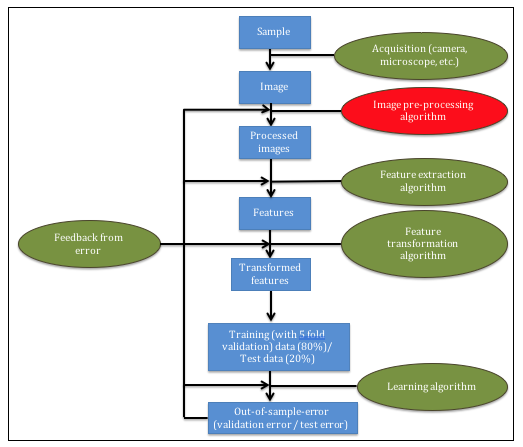 Sample
Acquisition (camera,
microscope, etc.)
Image
Image pre-processing
algorithm
Processed
images
Feature extraction
algorithm
Features
Feature
transformation
algorithm
Feedback from
error
Transformed
features
Training (with 5 fold
validation) data (80%)/
Test data (20%)
Learning algorithm
Out-of-sample-error
(validation error / test error)